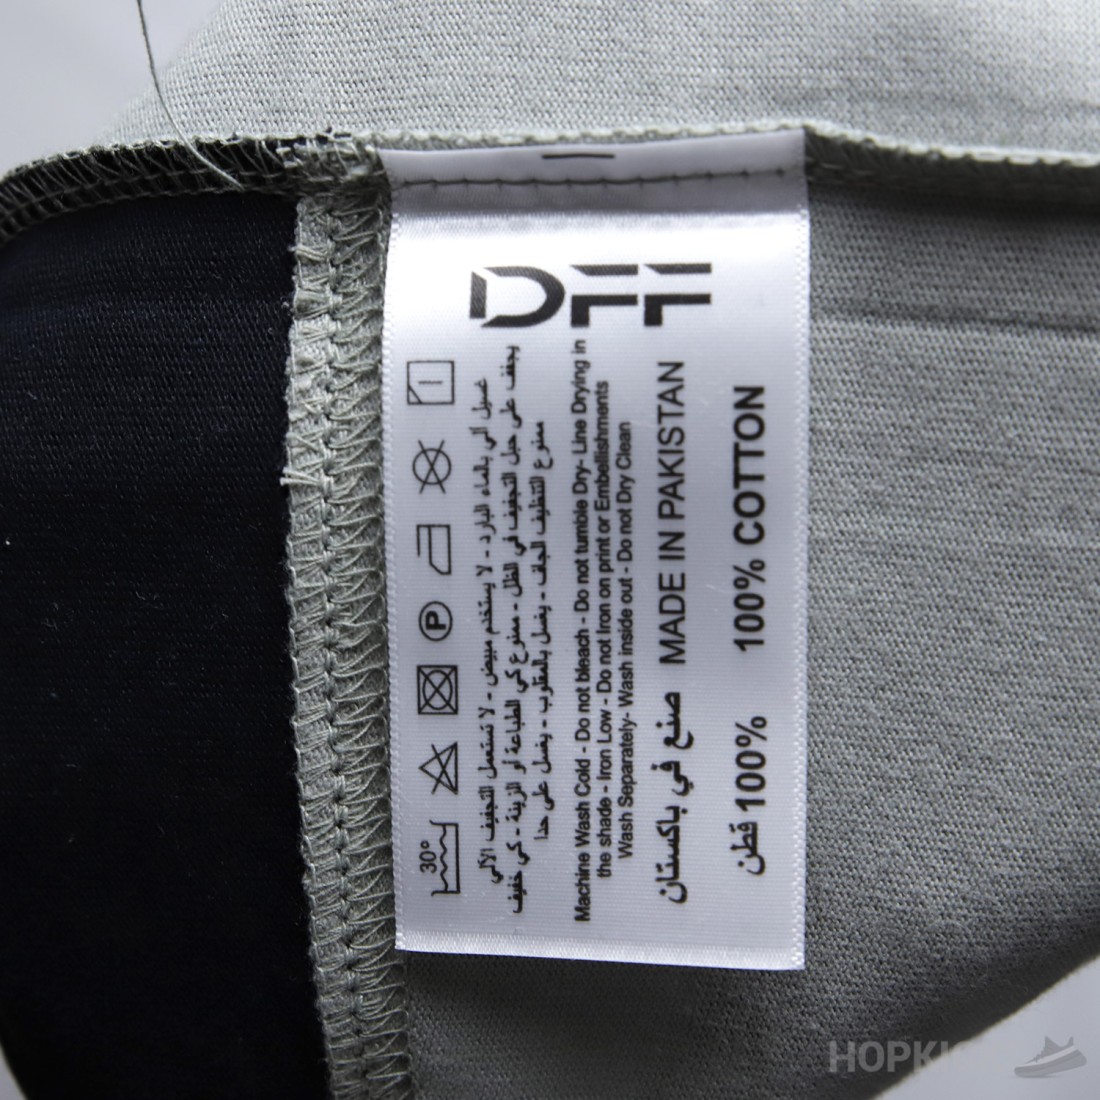 DFF
100% COTTON
100% قطن
MADE IN PAKISTAN
صنع في باكستان
Machine Wash Cold - Do not bleach - Do not tumble Dry- Line Drying in
the shade - Iron Low - Do not Iron on print or Embellishments
Wash Separately- Wash inside out - Do not Dry Clean
غسيل آلي بالماء البارد - لا يستخدم مبيض - لا تستعمل التجفيف الآلي
يجفف على حبل التجفيف في الظل - ممنوع كي الطباعة أو الزينة - كي خفيف
ممنوع التنظيف الجاف - يغسل بالمقلوب - يغسل على حدا
30°
P
HOPKI